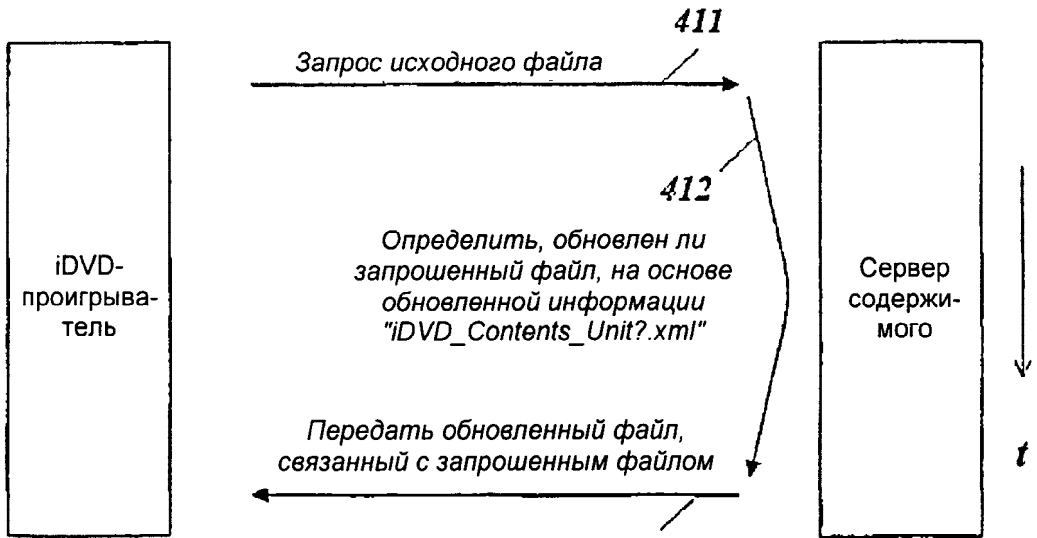 411
Запрос исходного файла
412
Определить, обновлен ли
запрошенный файл, на основе
обновленной информации
"iDVD_Contents_Unit?.xml"
iDVD-
проигрыва-
тель
Сервер
содержи-
мого
Передать обновленный файл,
связанный с запрошенным файлом
t